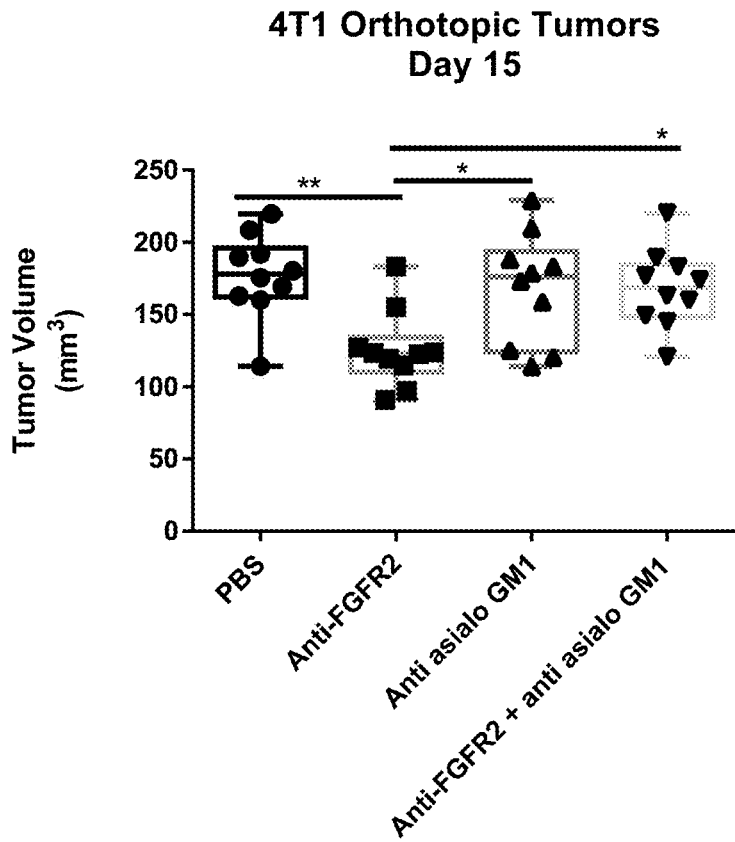 4T1 Orthotopic Tumors
Day 15
*
**
*
Tumor Volume
(mm³)
250
200
150
100
50
0
PBS
Anti-FGFR2
Anti asialo GM1
Anti-FGFR2 + anti asialo GM1